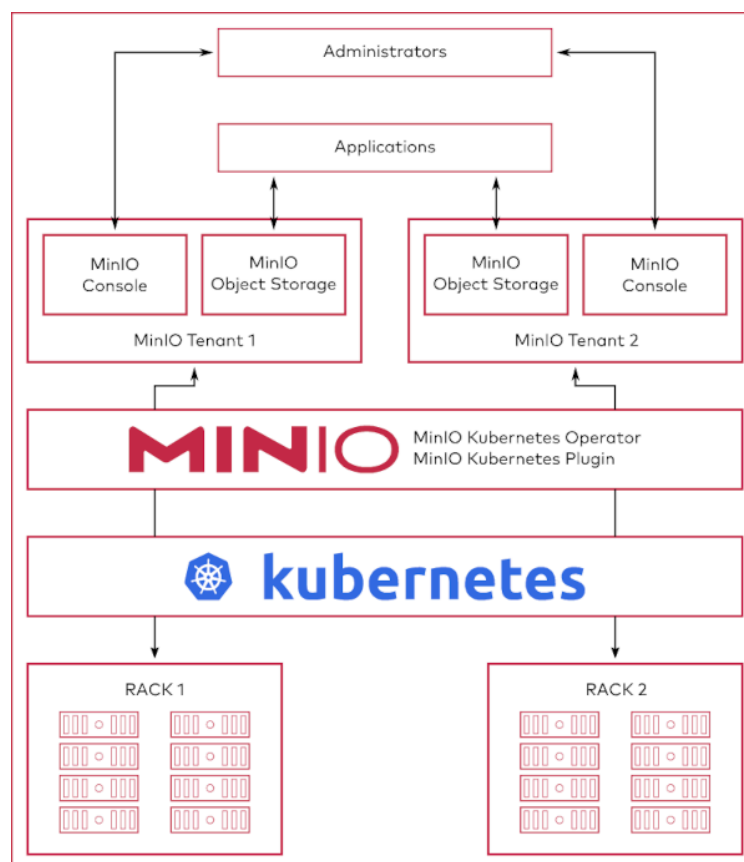 Administrators
Applications
MinIO
Console
MinIO
Object Storage
MinIO Tenant 1
MinIO
Object Storage
MinIO
Console
MinIO Tenant 2
MINIO
MinIO Kubernetes Operator
MinIO Kubernetes Plugin
kubernetes
RACK 1
RACK 2